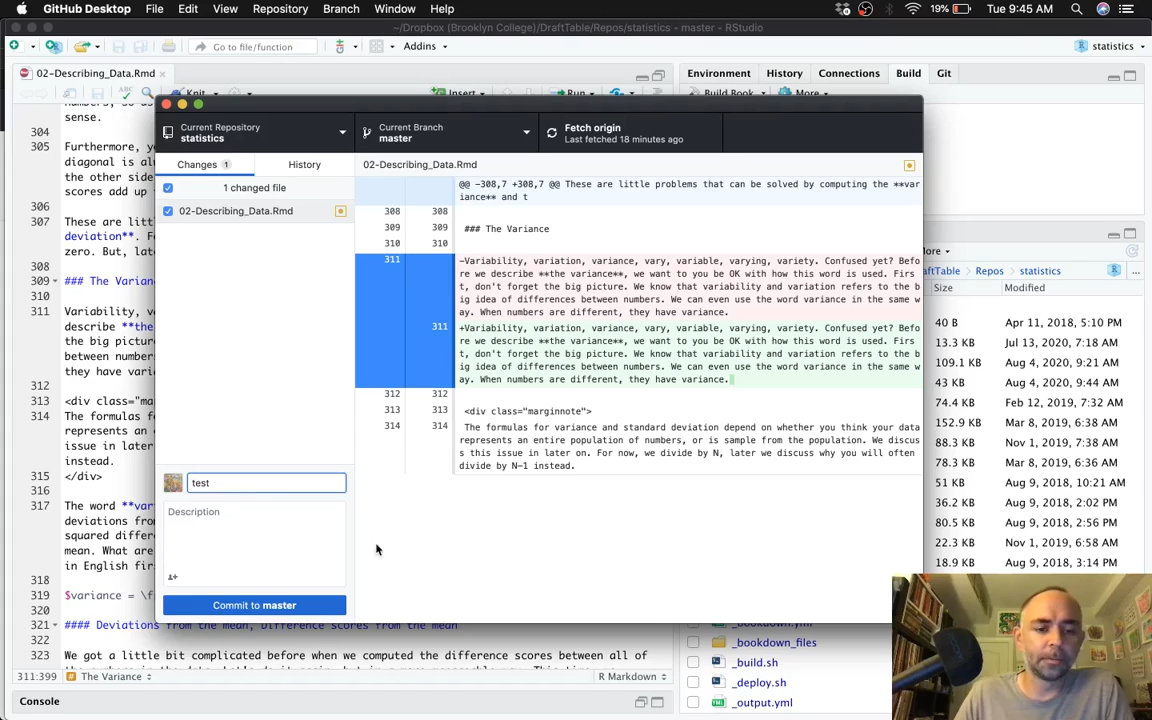 GitHub Desktop File Edit View Repository Branch Window Help 19% Tue 9:45 AM
~/Dropbox (Brooklyn College)/DraftTable/Repos/statistics - master - RStudio
Go to file/function Addins statistics
02-Describing_Data.Rmd Environment History Connections Build Git
Knit Insert Run Build Book More
sense.
304
305 Furthermore, yo
diagonal is al
the other side
scores add up
306
307 These are litt
deviation**. F
zero. But, late
308
309 ### The Varian
310
311 Variability, v
describe **the
the big picture
between numbers
they have vari
312
313 <div class="mar
314 The formulas fo
represents an e
issue in later
instead.
315 </div>
316
317 The word **var
deviations from
squared differ
mean. What are
in English firs
318
319 $variance = \f
320
321 #### Deviations from the mean, Difference scores from the mean
322
323 We got a little bit complicated before when we computed the difference scores between all of
311:399 The Variance R Markdown
Console
Current Repository
statistics
Current Branch
master
Fetch origin
Last fetched 18 minutes ago
Changes 1 History
02-Describing_Data.Rmd
1 changed file
02-Describing_Data.Rmd
@@ -308,7 +308,7 @@ These are little problems that can be solved by computing the **var
iance** and t
308 308
309 309 ### The Variance
310 310
311 -Variability, variation, variance, vary, variable, varying, variety. Confused yet? Befo
re we describe **the variance**, we want to you be OK with how this word is used. Firs
t, don't forget the big picture. We know that variability and variation refers to the b
ig idea of differences between numbers. We can even use the word variance in the same w
ay. When numbers are different, they have variance.
311 +Variability, variation, variance, vary, variable, varying, variety. Confused yet? Befo
re we describe **the variance**, we want to you be OK with how this word is used. Firs
t, don't forget the big picture. We know that variability and variation refers to the b
ig idea of differences between numbers. We can even use the word variance in the same w
ay. When numbers are different, they have variance.
312 312
313 313 <div class="marginnote">
314 314 The formulas for variance and standard deviation depend on whether you think your data
represents an entire population of numbers, or is sample from the population. We discus
s this issue in later on. For now, we divide by N, later we discuss why you will often
divide by N-1 instead.
test
Description
Commit to master
ore
aftTable Repos statistics
Size Modified
40 B Apr 11, 2018, 5:10 PM
13.3 KB Jul 13, 2020, 7:18 AM
109.1 KB Aug 4, 2020, 9:21 AM
43 KB Aug 4, 2020, 9:44 AM
74.4 KB Feb 12, 2019, 7:32 AM
152.9 KB Mar 8, 2019, 6:38 AM
88.3 KB Nov 1, 2019, 7:38 AM
78.3 KB Mar 8, 2019, 6:36 AM
51 KB Aug 9, 2018, 10:21 AM
36.2 KB Aug 9, 2018, 2:02 PM
80.5 KB Aug 9, 2018, 2:56 PM
22.3 KB Nov 1, 2019, 6:58 AM
18.9 KB Aug 9, 2018, 3:14 PM
_bookdown.yml
_bookdown_files
_build.sh
_deploy.sh
_output.yml